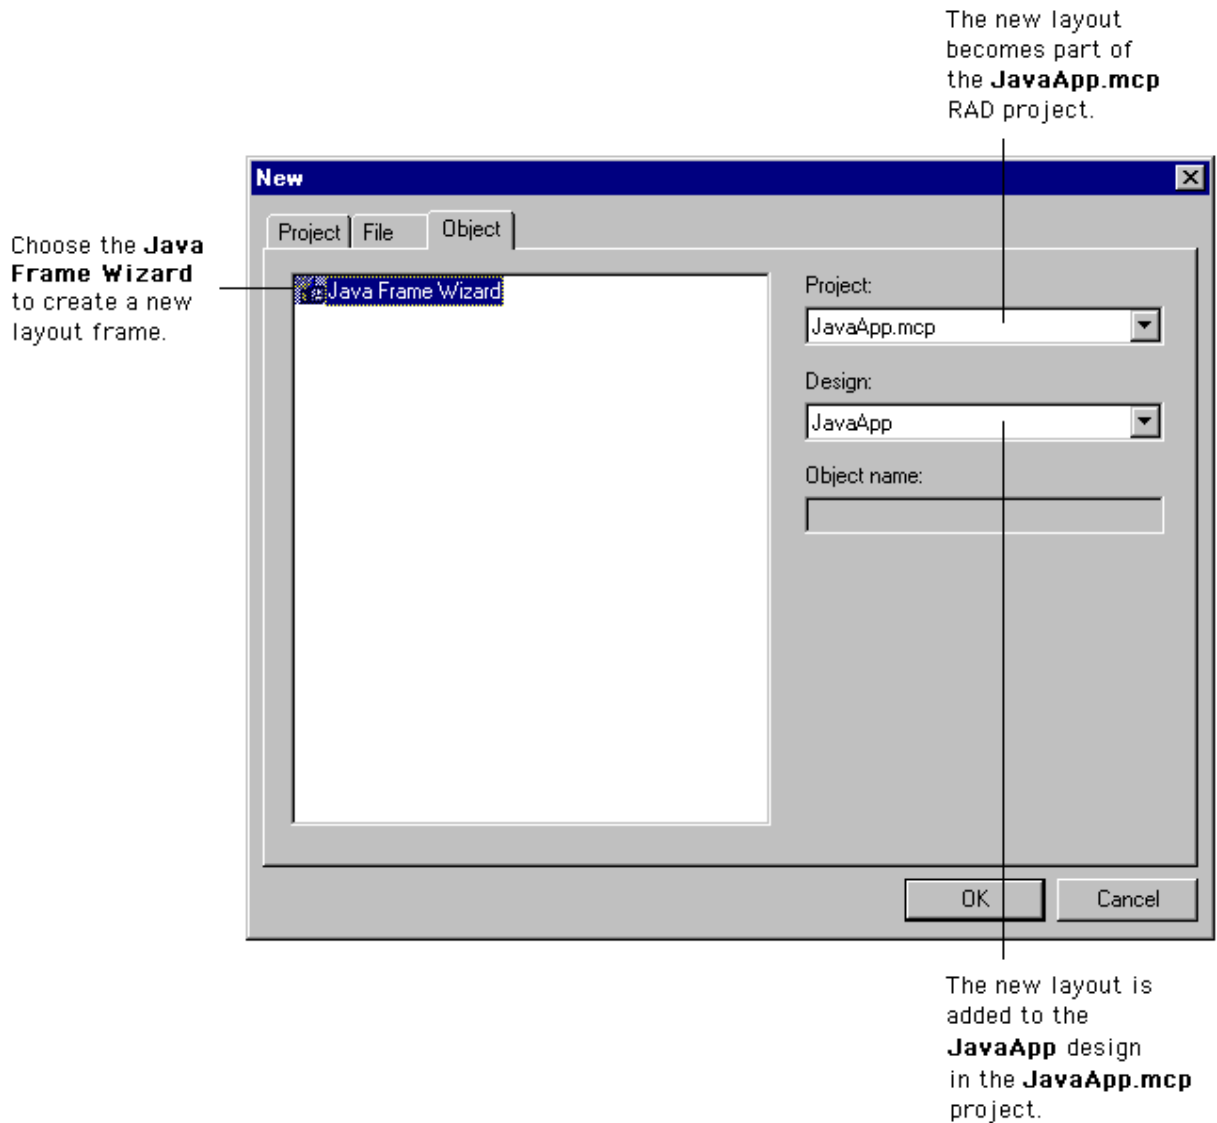 The new layout
becomes part of
the JavaApp.mcp
RAD project.
New
Project
File
Object
Choose the Java
Frame Wizard
to create a new
layout frame.
Java Frame Wizard
Project:
JavaApp.mcp
Design:
JavaApp
Object name:
OK
Cancel
The new layout is
added to the
JavaApp design
in the JavaApp.mcp
project.